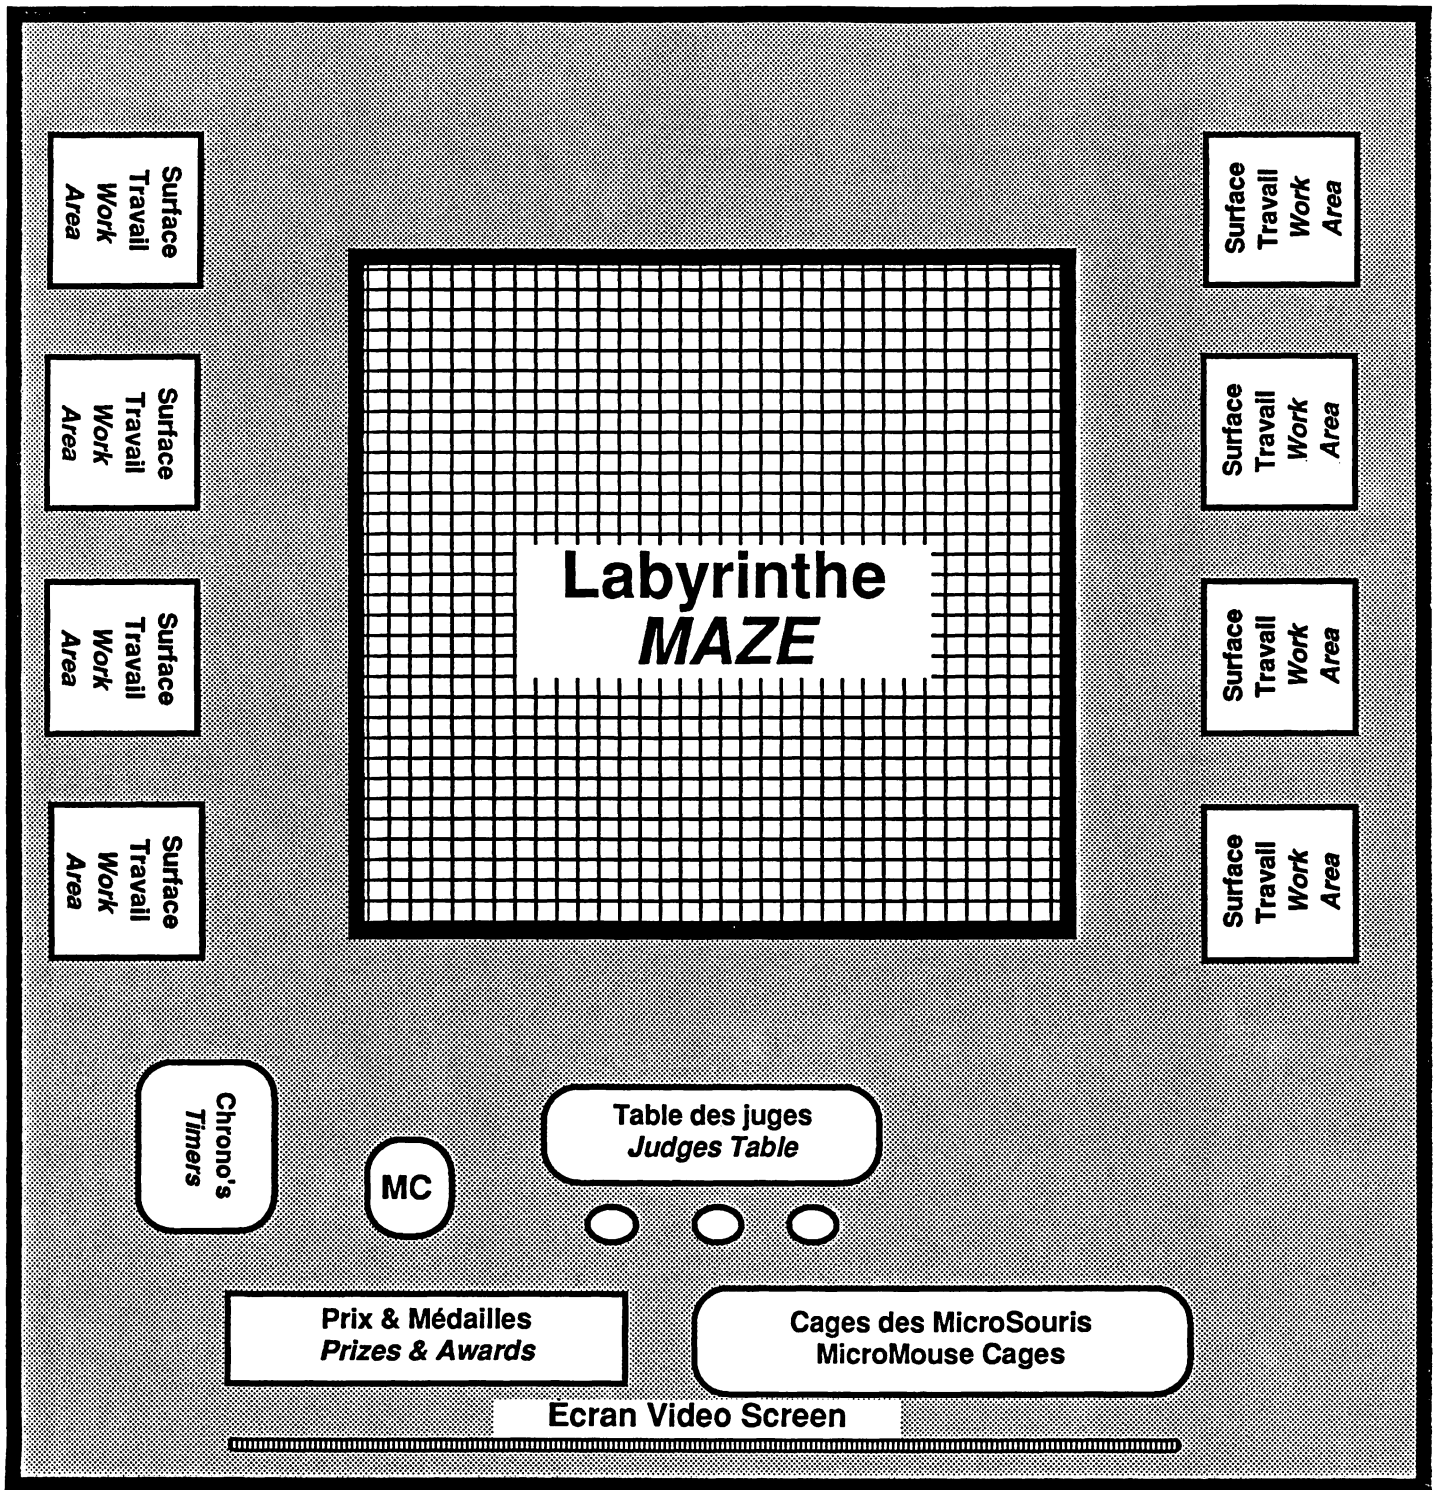 Surface
Travail
Work
Area
Surface
Travail
Work
Area
Surface
Travail
Work
Area
Surface
Travail
Work
Area
Labyrinthe
MAZE
Surface
Travail
Work
Area
Surface
Travail
Work
Area
Surface
Travail
Work
Area
Surface
Travail
Work
Area
Chrono's
Timers
MC
Table des juges
Judges Table
Prix & Médailles
Prizes & Awards
Cages des MicroSouris
MicroMouse Cages
Ecran Video Screen